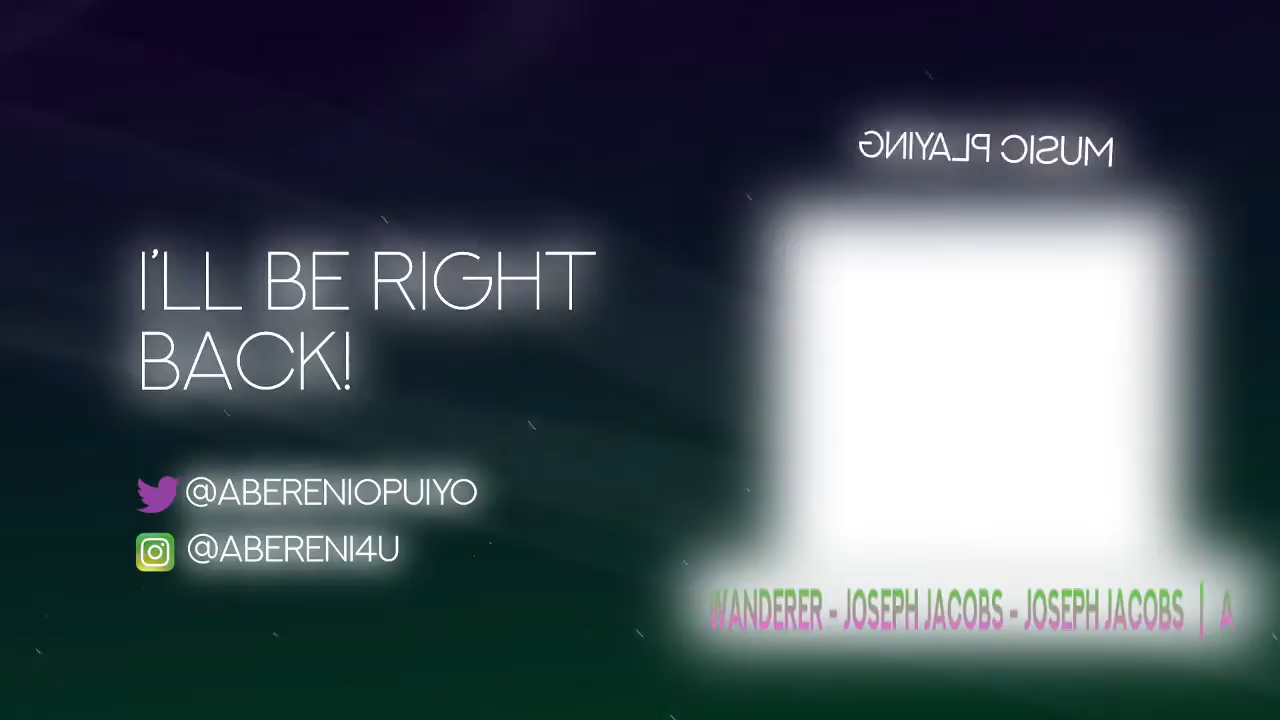 MUSIC PLAYING
I'LL BE RIGHT
BACK!
@ABERENIOPUIYO
@ABERENI4U
WANDERER - JOSEPH JACOBS - JOSEPH JACOBS | A